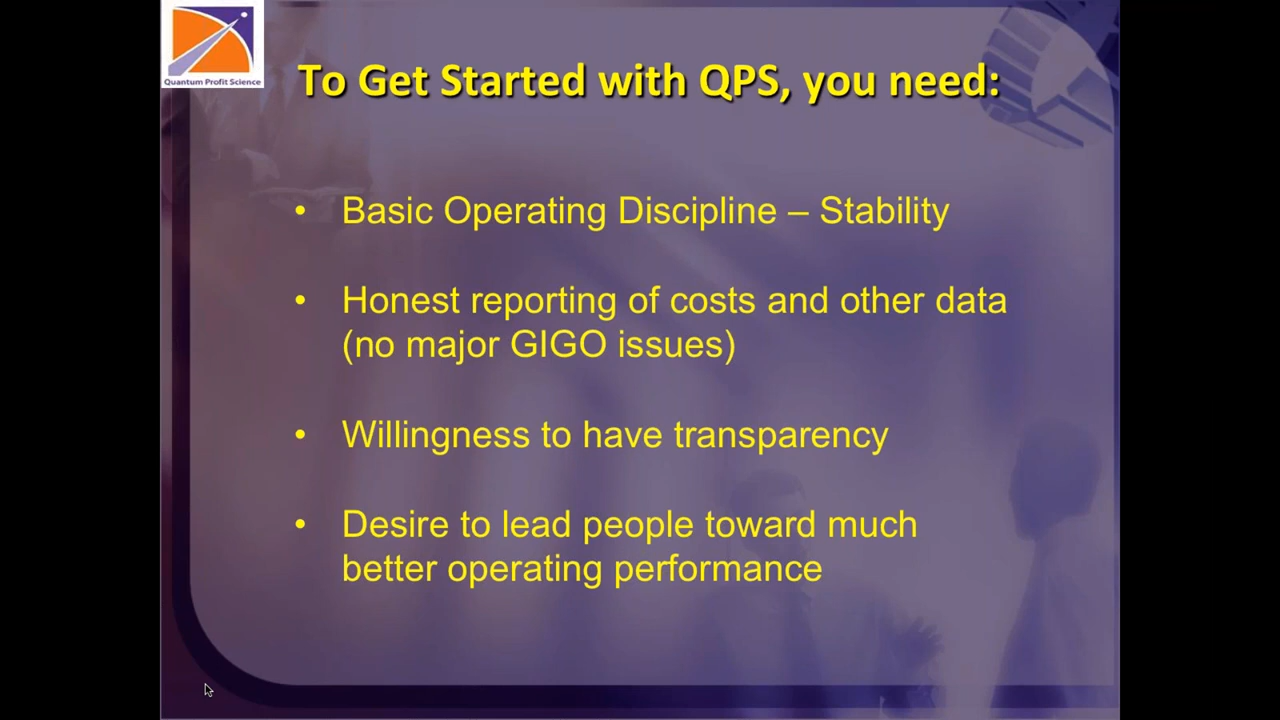 Quantum Profit Science
To Get Started with QPS, you need:
• Basic Operating Discipline – Stability
• Honest reporting of costs and other data
(no major GIGO issues)
• Willingness to have transparency
• Desire to lead people toward much
better operating performance